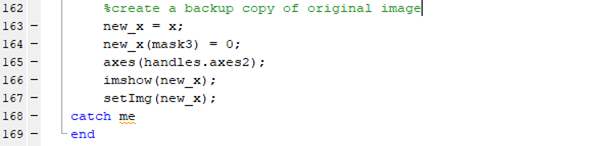 162 %create a backup copy of original image
163 - new_x = x;
164 - new_x(mask3) = 0;
165 - axes(handles.axes2);
166 - imshow(new_x);
167 - setImg(new_x);
168 - catch me
169 - end